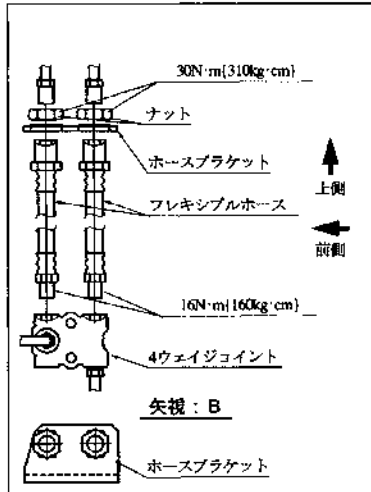 30N·m{310kg·cm}
ナット
ホースブラケット
上側
フレキシブルホース
前側
16N·m{160kg·cm}
4ウェイジョイント
矢視：B
ホースブラケット